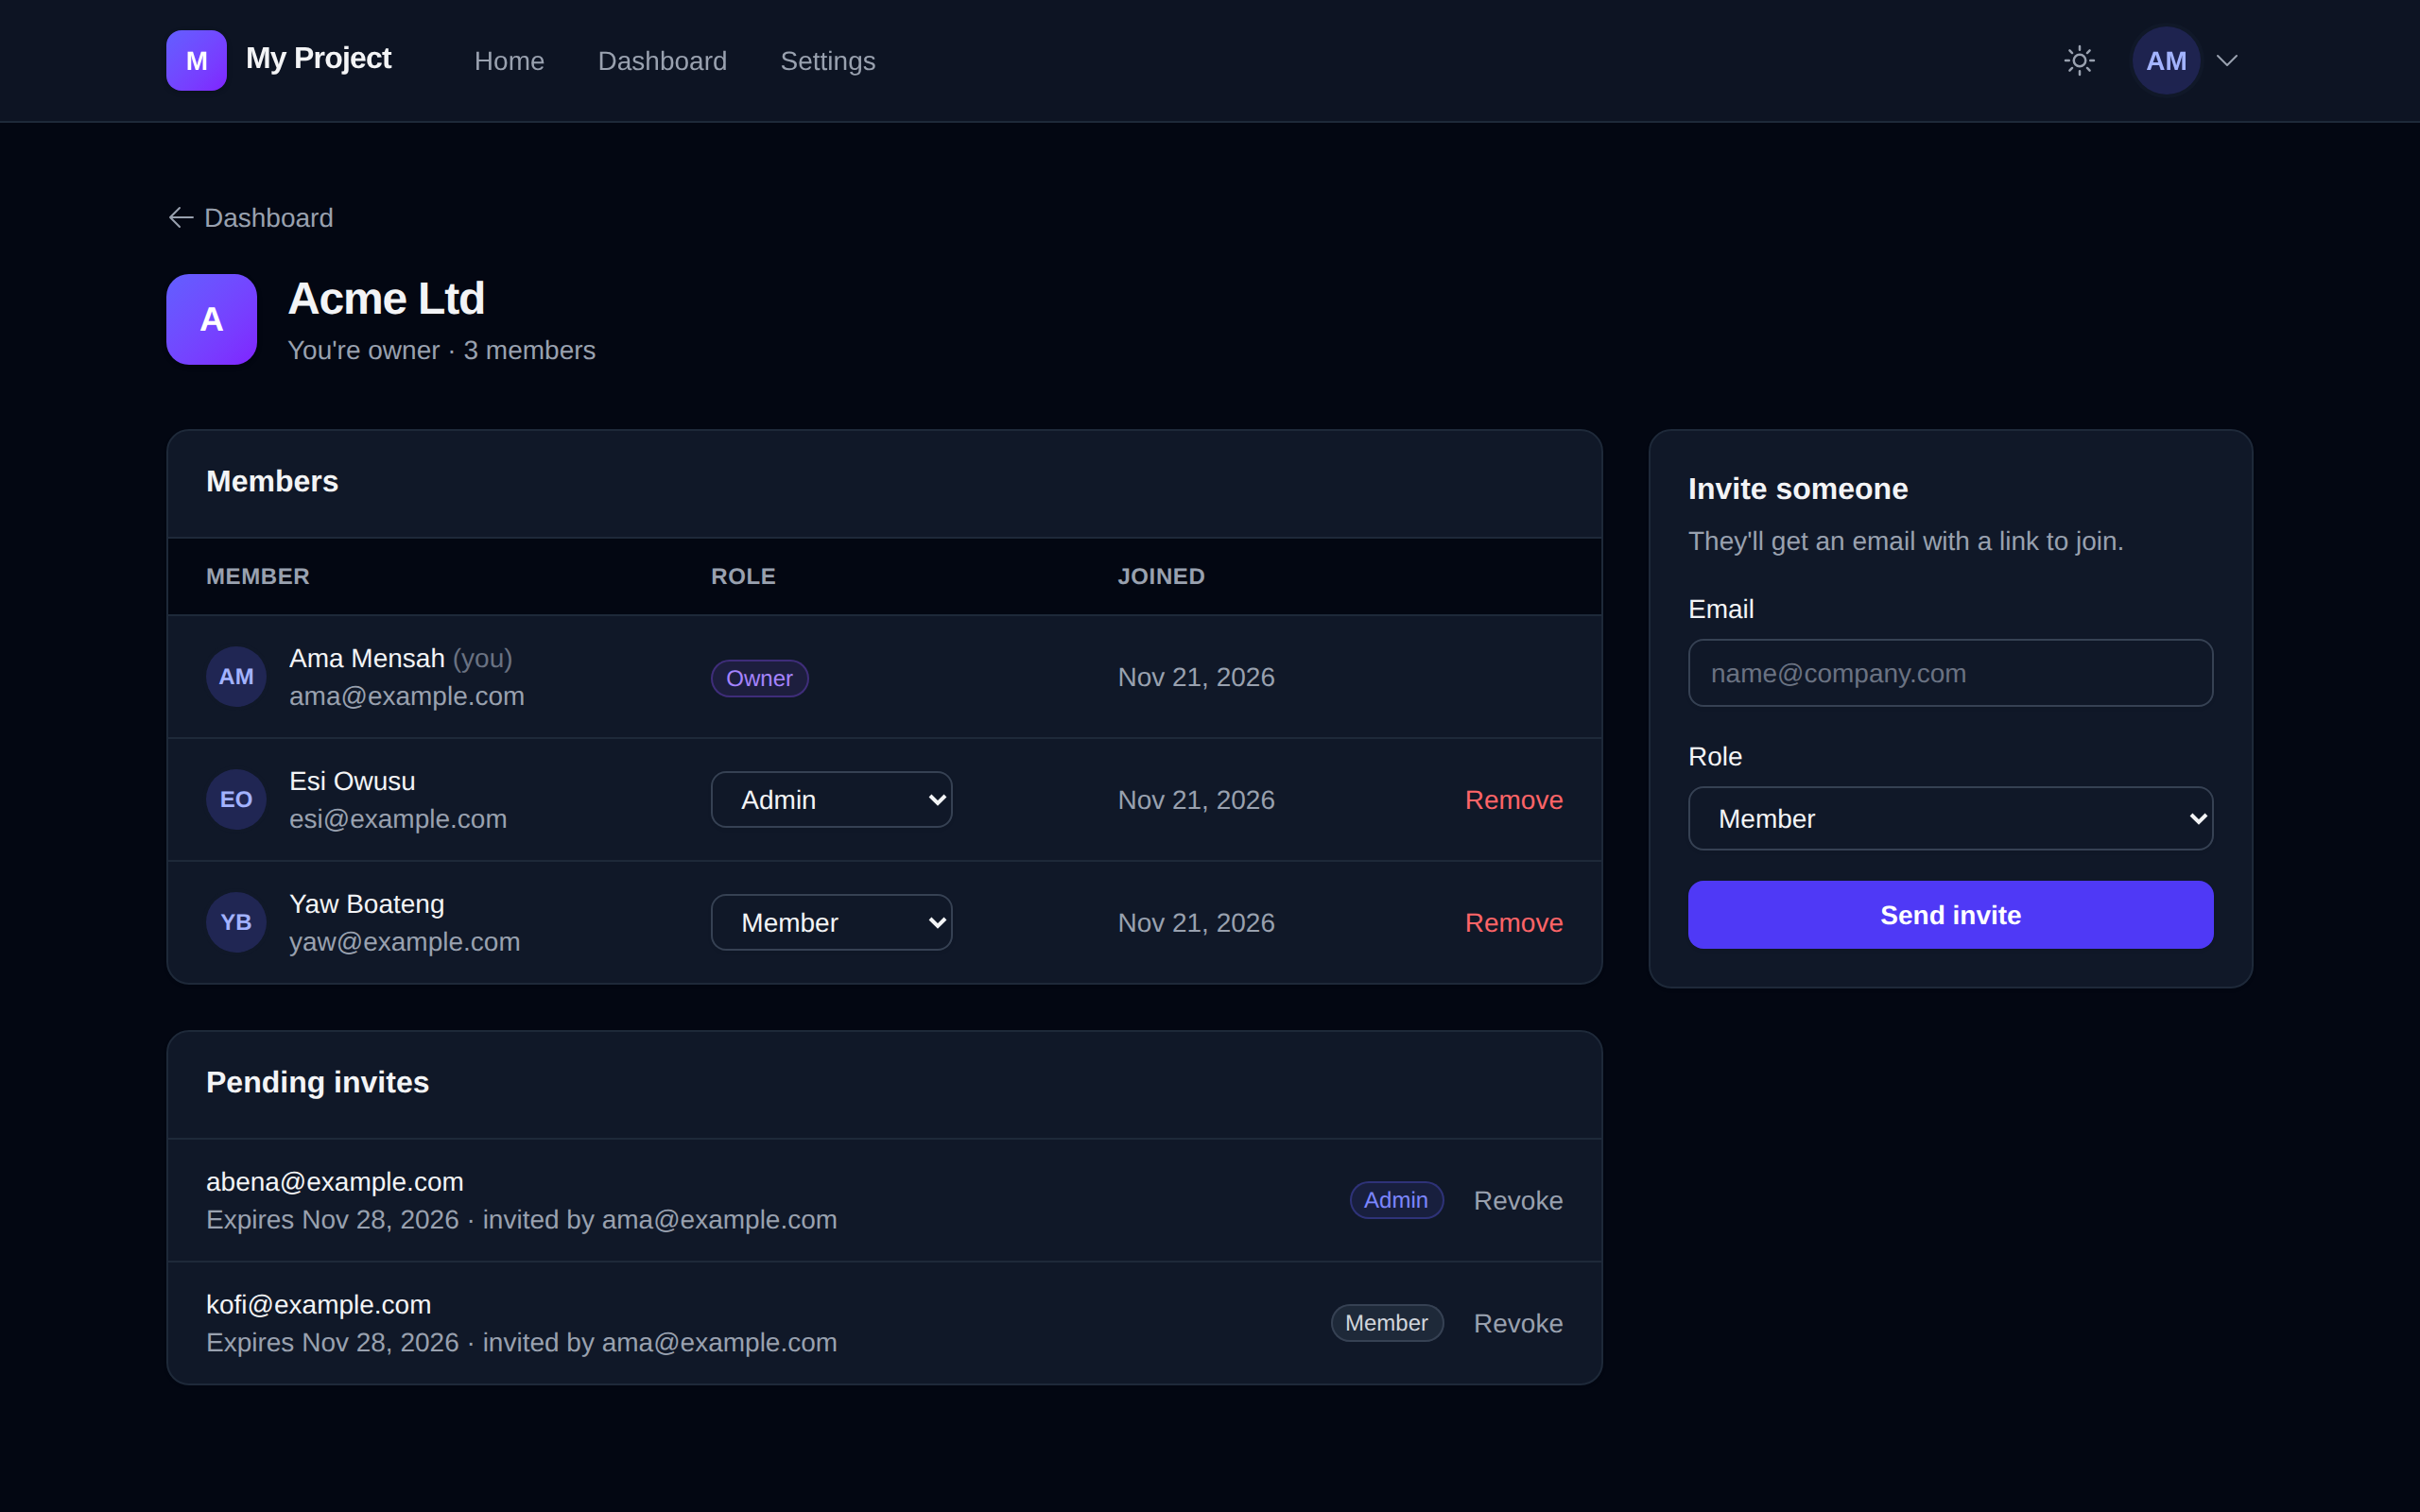 M My Project Home Dashboard Settings AM
← Dashboard
A
Acme Ltd
You're owner · 3 members
Members
MEMBER ROLE JOINED
AM
Ama Mensah (you)
ama@example.com
Owner
Nov 21, 2026
EO
Esi Owusu
esi@example.com
Admin
Nov 21, 2026
Remove
YB
Yaw Boateng
yaw@example.com
Member
Nov 21, 2026
Remove
Pending invites
abena@example.com
Expires Nov 28, 2026 · invited by ama@example.com
Admin
Revoke
kofi@example.com
Expires Nov 28, 2026 · invited by ama@example.com
Member
Revoke
Invite someone
They'll get an email with a link to join.
Email
name@company.com
Role
Member
Send invite